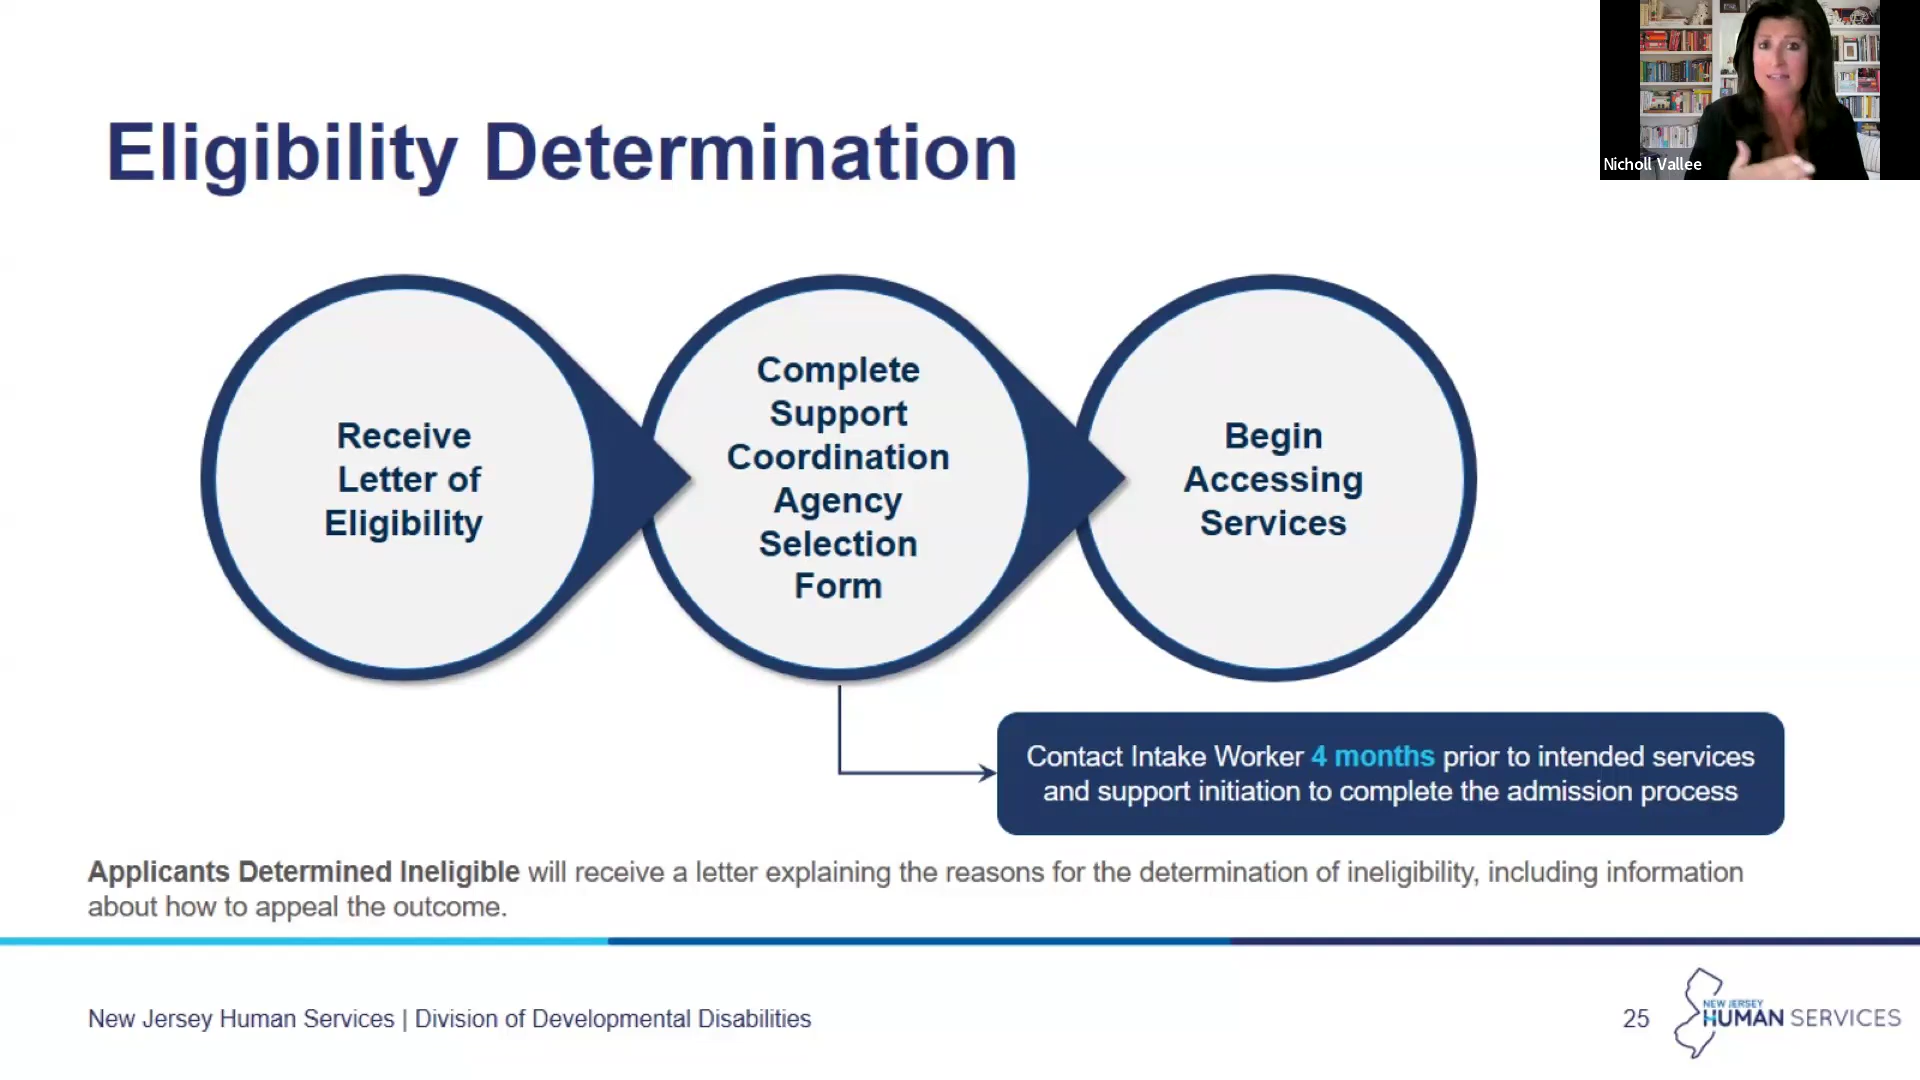 Nicholl Vallee
Eligibility Determination
Receive
Letter of
Eligibility
Complete
Support
Coordination
Agency
Selection
Form
Begin
Accessing
Services
Contact Intake Worker 4 months prior to intended services
and support initiation to complete the admission process
Applicants Determined Ineligible will receive a letter explaining the reasons for the determination of ineligibility, including information
about how to appeal the outcome.
New Jersey Human Services | Division of Developmental Disabilities
25
NEW JERSEY
HUMAN SERVICES